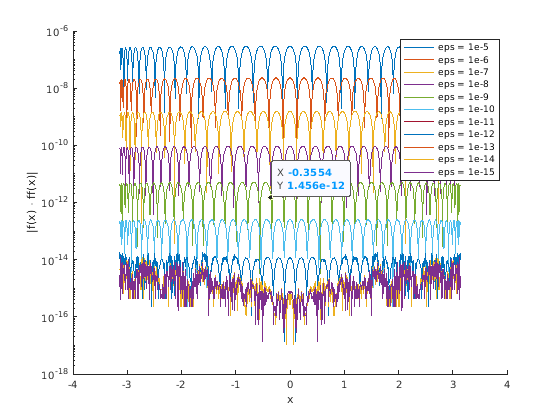 10^-6
10^-8
10^-10
10^-12
10^-14
10^-16
10^-18
|f(x) - ff(x)|
-4
-3
-2
-1
0
1
2
3
4
x
X -0.3554
Y 1.456e-12
eps = 1e-5
eps = 1e-6
eps = 1e-7
eps = 1e-8
eps = 1e-9
eps = 1e-10
eps = 1e-11
eps = 1e-12
eps = 1e-13
eps = 1e-14
eps = 1e-15